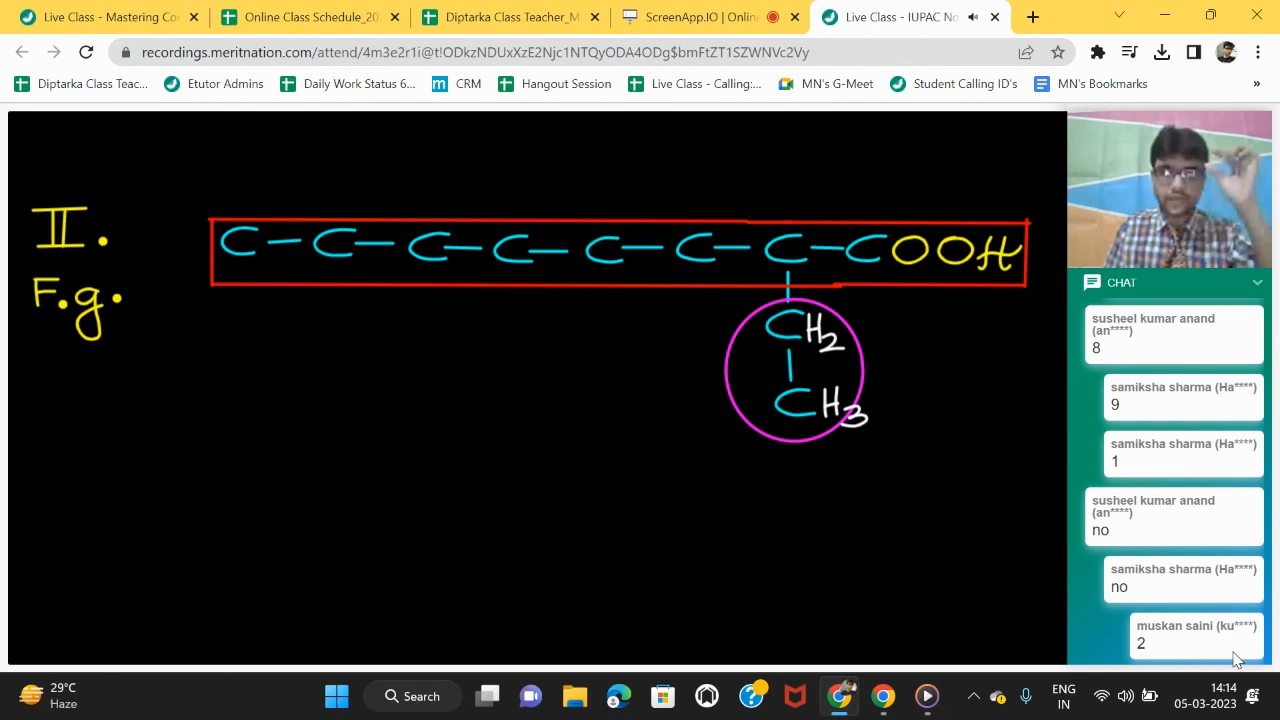 Live Class - Mastering Cor
Online Class Schedule_202
Diptarka Class Teacher_M
ScreenApp.IO | Onlin
Live Class - IUPAC No
recordings.meritnation.com/attend/4m3e2r1i@t!ODkzNDUxXzE2Njc1NTQyODA4ODg$bmFtZT1SZWNVc2Vy
Diptarka Class Teac...
Etutor Admins
Daily Work Status 6...
CRM
Hangout Session
Live Class - Calling:...
MN's G-Meet
Student Calling ID's
MN's Bookmarks
»
II.
F.g.
C - C - C - C - C - C - C - COOH
CH2
CH3
CHAT
susheel kumar anand
(an****)
8
samiksha sharma (Ha****)
9
samiksha sharma (Ha****)
1
susheel kumar anand
(an****)
no
samiksha sharma (Ha****)
no
muskan saini (ku****)
2
29°C
Haze
Search
ENG
IN
14:14
05-03-2023